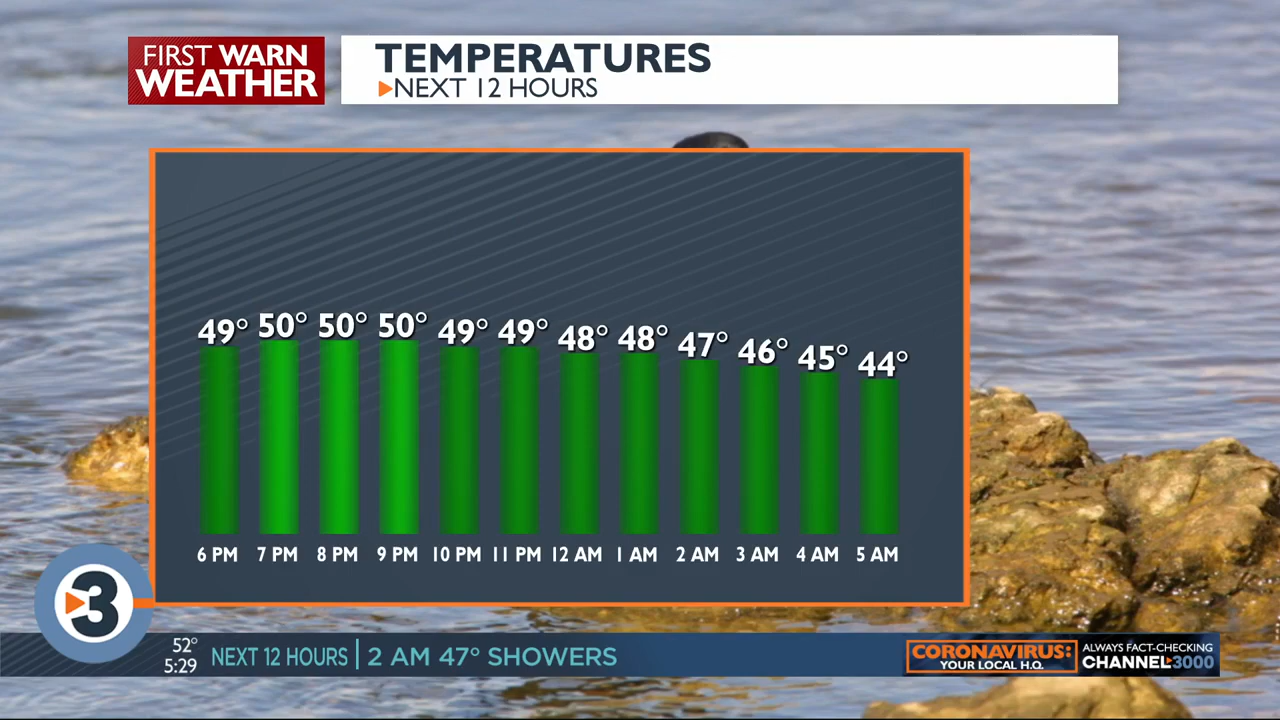 FIRST WARN
WEATHER
TEMPERATURES
NEXT 12 HOURS
49° 50° 50° 50° 49° 49° 48° 48° 47° 46° 45° 44°
6 PM 7 PM 8 PM 9 PM 10 PM 11 PM 12 AM 1 AM 2 AM 3 AM 4 AM 5 AM
3
52°
5:29
NEXT 12 HOURS
2 AM 47° SHOWERS
CORONAVIRUS:
YOUR LOCAL H.Q.
ALWAYS FACT-CHECKING
CHANNEL3000